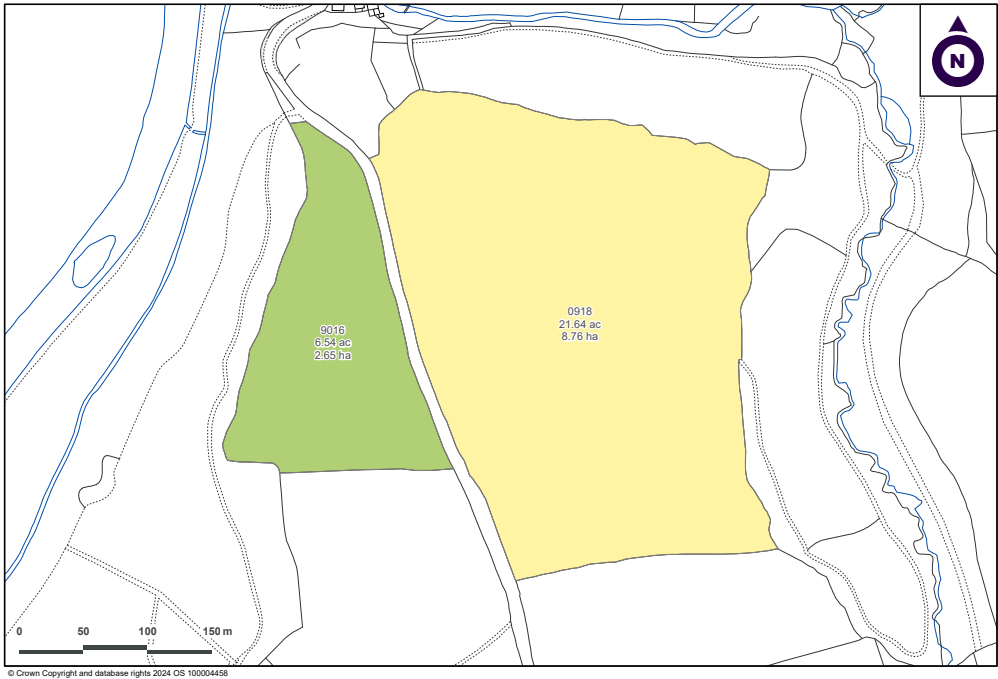 N
9016
6.54 ac
2.65 ha
0918
21.64 ac
8.76 ha
0 50 100 150 m
© Crown Copyright and database rights 2024 OS 100004458